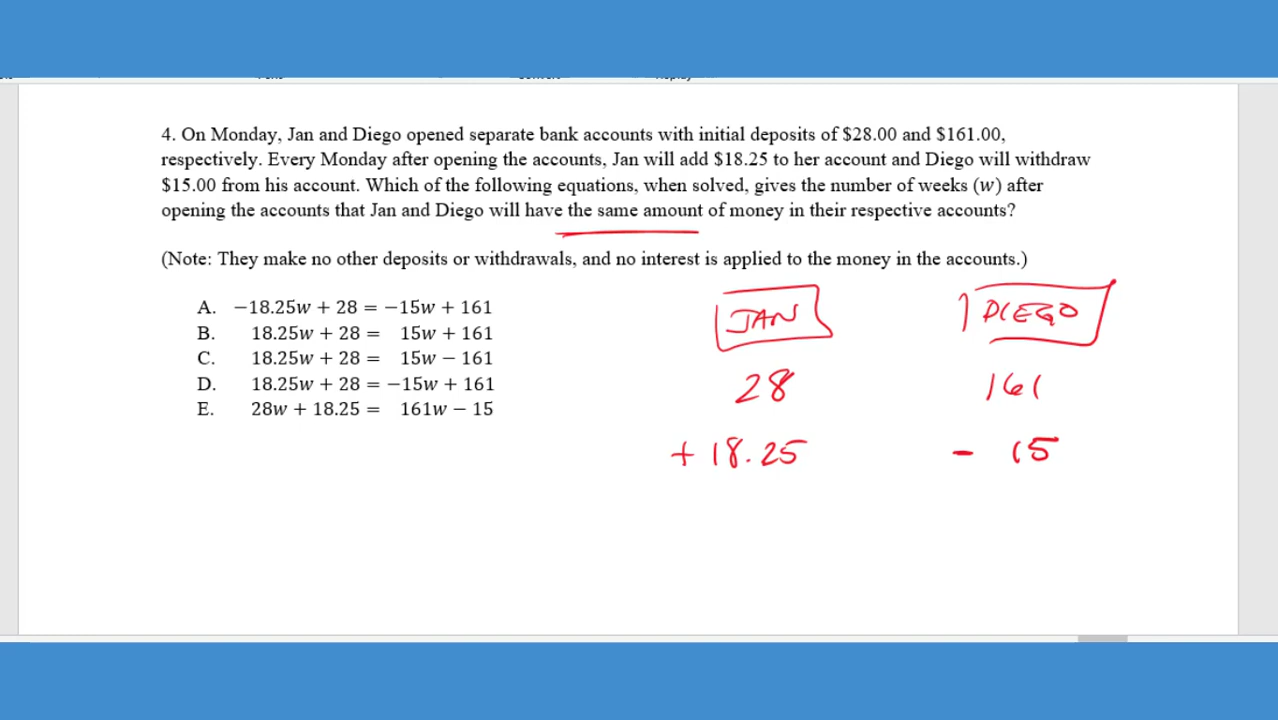 4. On Monday, Jan and Diego opened separate bank accounts with initial deposits of $28.00 and $161.00,
respectively. Every Monday after opening the accounts, Jan will add $18.25 to her account and Diego will withdraw
$15.00 from his account. Which of the following equations, when solved, gives the number of weeks (w) after
opening the accounts that Jan and Diego will have the same amount of money in their respective accounts?
(Note: They make no other deposits or withdrawals, and no interest is applied to the money in the accounts.)
A. −18.25w + 28 = −15w + 161
B. 18.25w + 28 = 15w + 161
C. 18.25w + 28 = 15w − 161
D. 18.25w + 28 = −15w + 161
E. 28w + 18.25 = 161w − 15
JAN DIEGO
28 161
+ 18.25 - 15